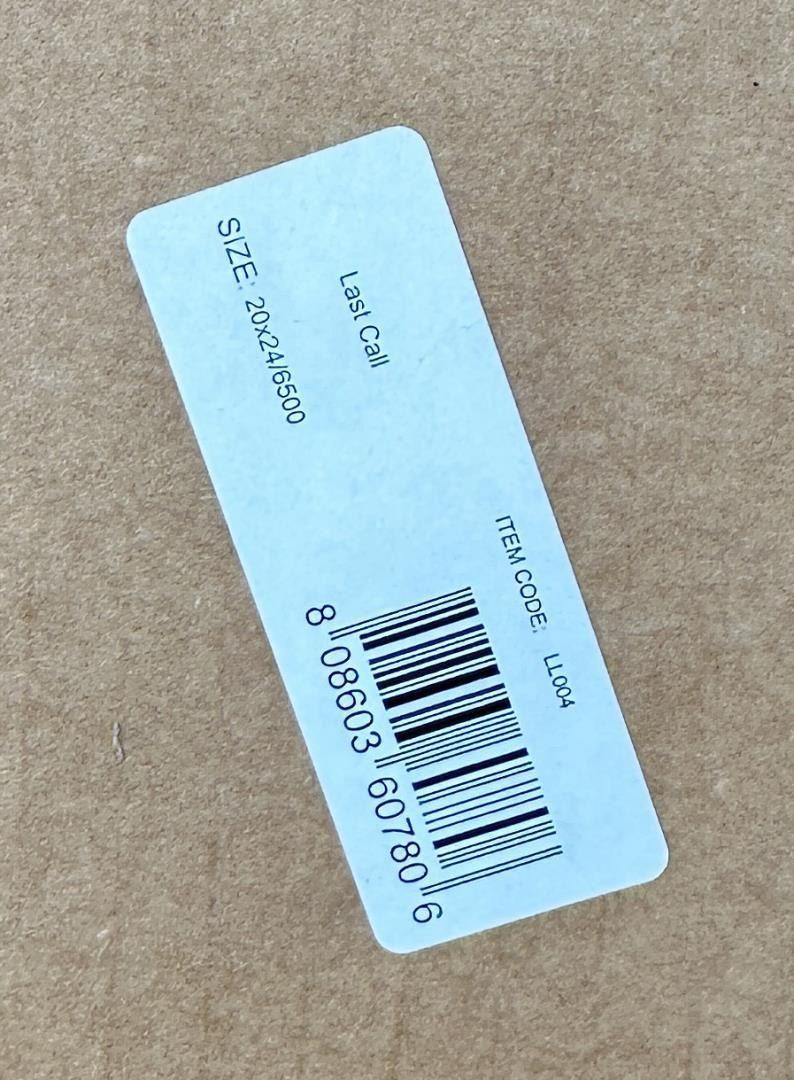 ITEM CODE: LL004
Last Call
SIZE: 20x24/6500
8 08603 60780 6